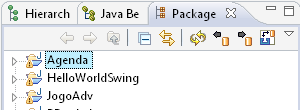 Hierarch Java Be Package
Agenda
HelloWorldSwing
JogoAdv